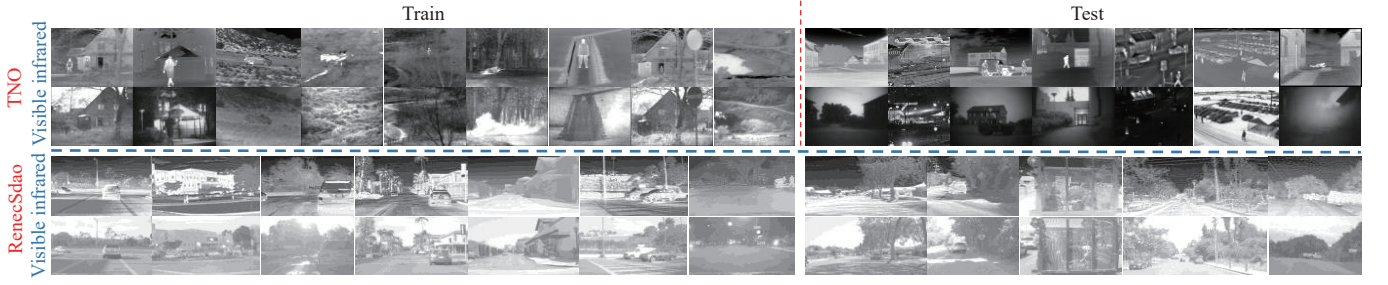 Train
Test
TNO
Visible infrared
RenecSdao
Visible infrared